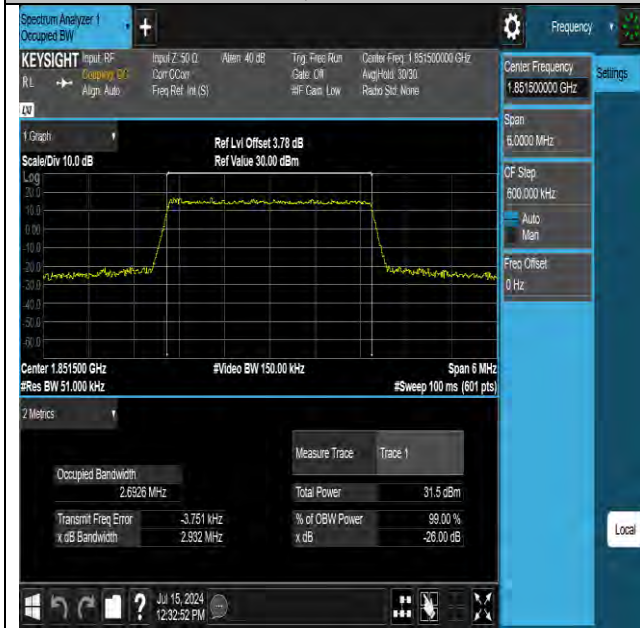 Spectrum Analyzer 1
Occupied BW
Frequency
KEYSIGHT
RL
Input: RF
Coupling: DC
Align: Auto
Input Z: 50 Ω
Corr CCorr
Freq Ref: Int (S)
Atten: 40 dB
Trig: Free Run
Gate: Off
#IF Gain: Low
Center Freq: 1.851500000 GHz
Avg|Hold: 30/30
Radio Std: None
Center Frequency
1.851500000 GHz
Settings
Span
6.0000 MHz
CF Step
600.000 kHz
Auto
Man
Freq Offset
0 Hz
1 Graph
Scale/Div 10.0 dB
Ref Lvl Offset 3.78 dB
Ref Value 30.00 dBm
Log
20.0
10.0
0.00
-10.0
-20.0
-30.0
-40.0
-50.0
-60.0
Center 1.851500 GHz
#Res BW 51.000 kHz
#Video BW 150.00 kHz
Span 6 MHz
#Sweep 100 ms (601 pts)
2 Metrics
Measure Trace Trace 1
Occupied Bandwidth
2.6926 MHz
Total Power 31.5 dBm
Transmit Freq Error -3.751 kHz
% of OBW Power 99.00 %
x dB Bandwidth 2.932 MHz
x dB -26.00 dB
Local
?
Jul 15, 2024
12:32:52 PM